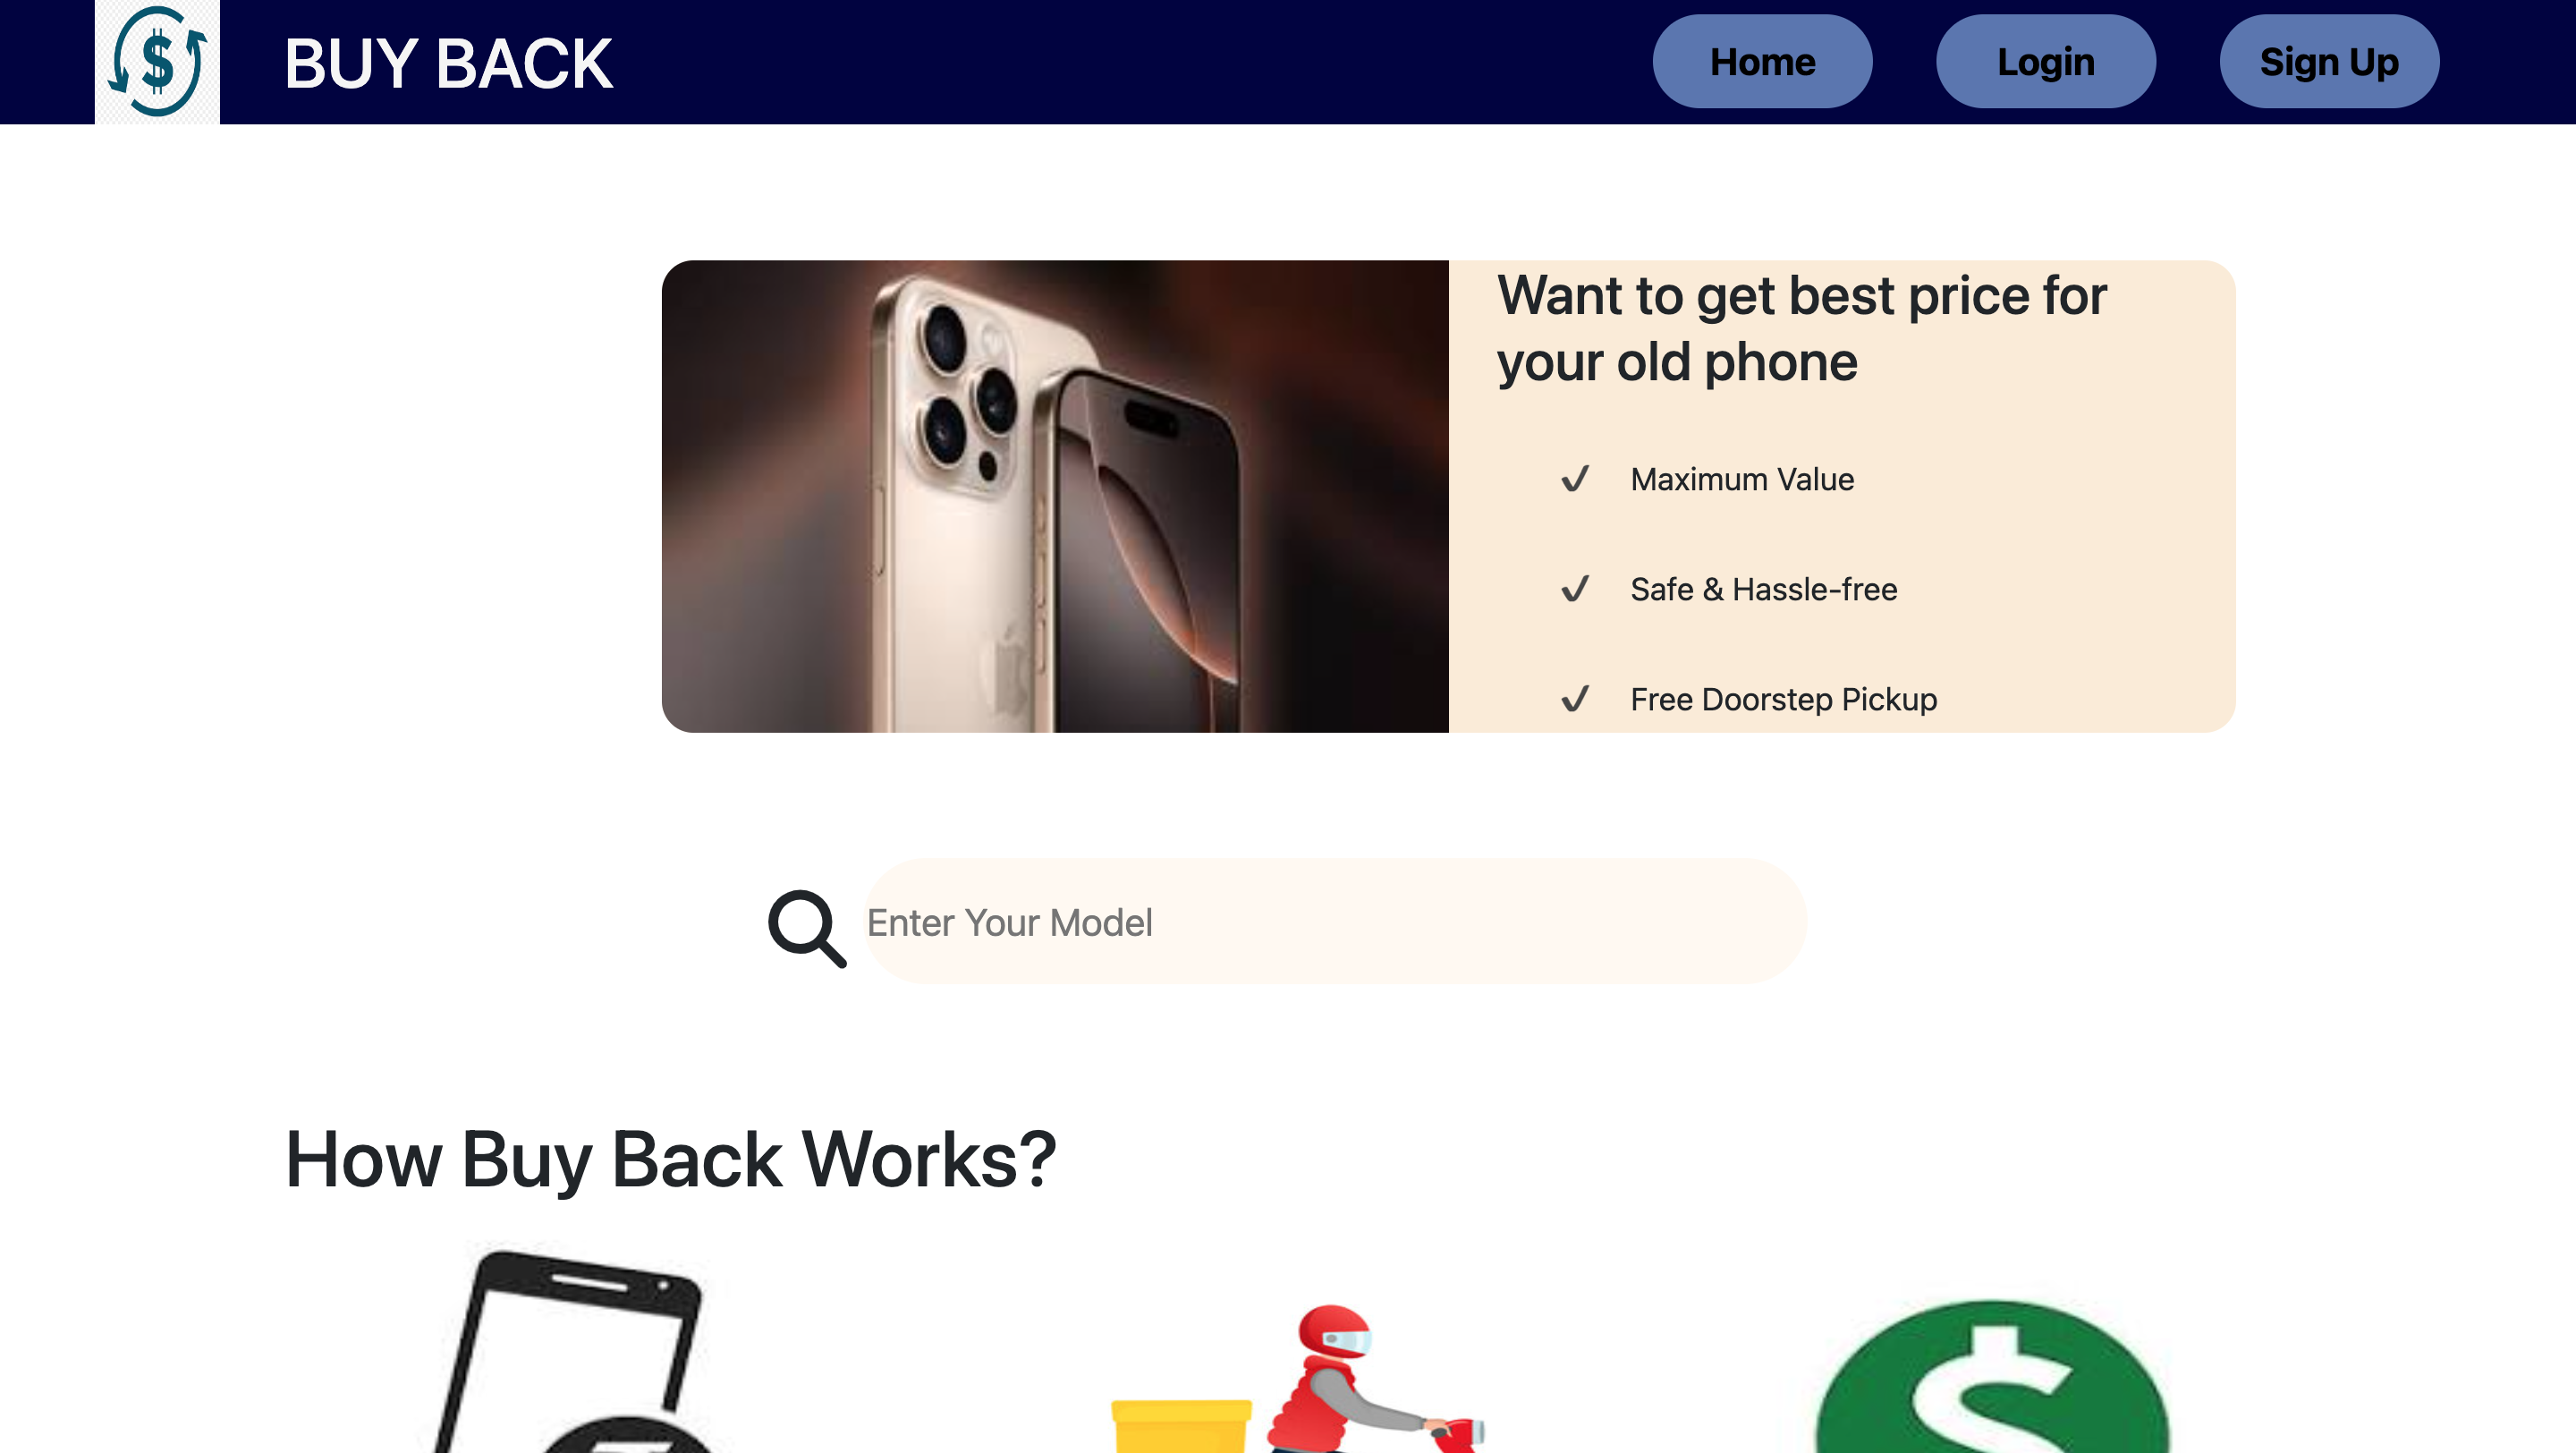 $
BUY BACK
Home
Login
Sign Up
Want to get best price for
your old phone
✓ Maximum Value
✓ Safe & Hassle-free
✓ Free Doorstep Pickup
Enter Your Model
How Buy Back Works?
$